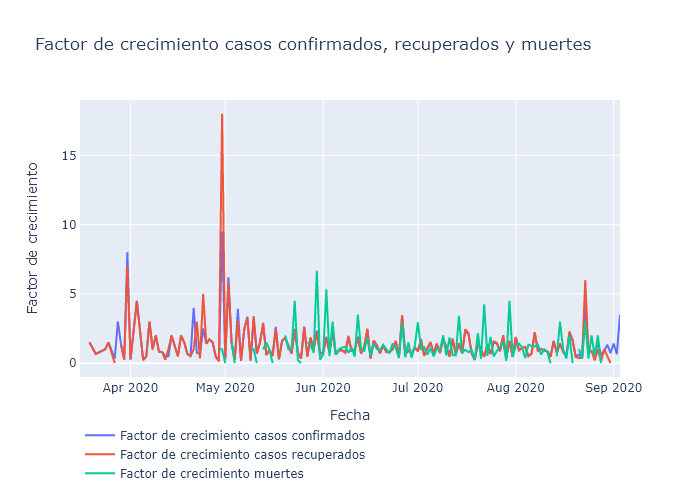 Factor de crecimiento casos confirmados, recuperados y muertes
Factor de crecimiento
15
10
5
0
Apr 2020
May 2020
Jun 2020
Jul 2020
Aug 2020
Sep 2020
Fecha
Factor de crecimiento casos confirmados
Factor de crecimiento casos recuperados
Factor de crecimiento muertes